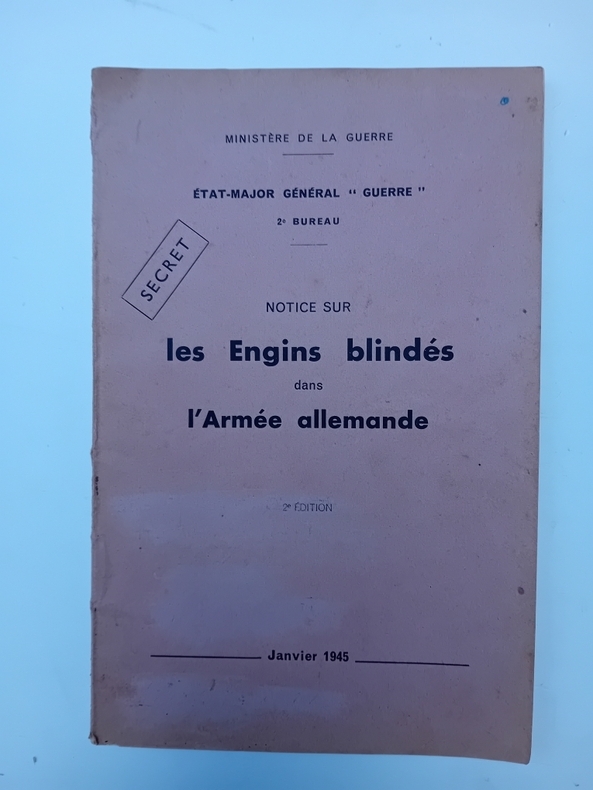 MINISTÈRE DE LA GUERRE
ÉTAT-MAJOR GÉNÉRAL " GUERRE "
2e BUREAU
SECRET
NOTICE SUR
les Engins blindés
dans
l'Armée allemande
2e ÉDITION
Janvier 1945